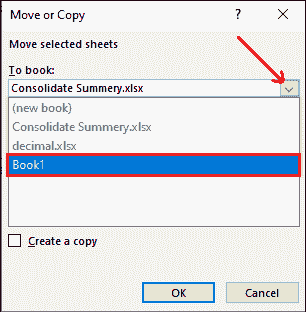 Move or Copy
?
Move selected sheets
To book:
Consolidate Summery.xlsx
(new book)
Consolidate Summery.xlsx
decimal.xlsx
Book1
Create a copy
OK
Cancel